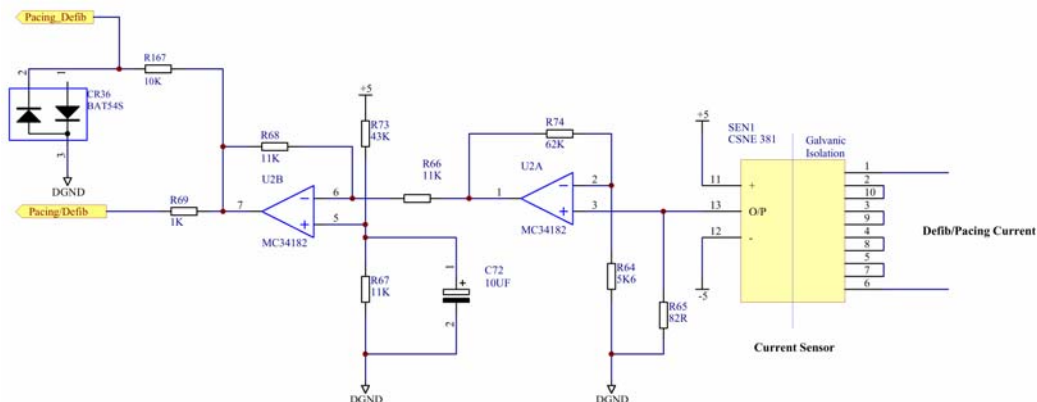 Pacing_Defib
R167
10K
2
1
CR36
BAT54S
3
DGND
Pacing/Defib
R69
1K
R68
11K
U2B
7
6
5
MC34182
+5
R73
43K
R66
11K
R67
11K
1
C72
10UF
2
DGND
R74
62K
U2A
1
2
3
MC34182
R64
5K6
R65
82R
DGND
+5
SEN1
CSNE 381
Galvanic
Isolation
11
+
13
O/P
12
-
-5
1
2
10
3
9
4
8
5
7
6
Defib/Pacing Current
Current Sensor